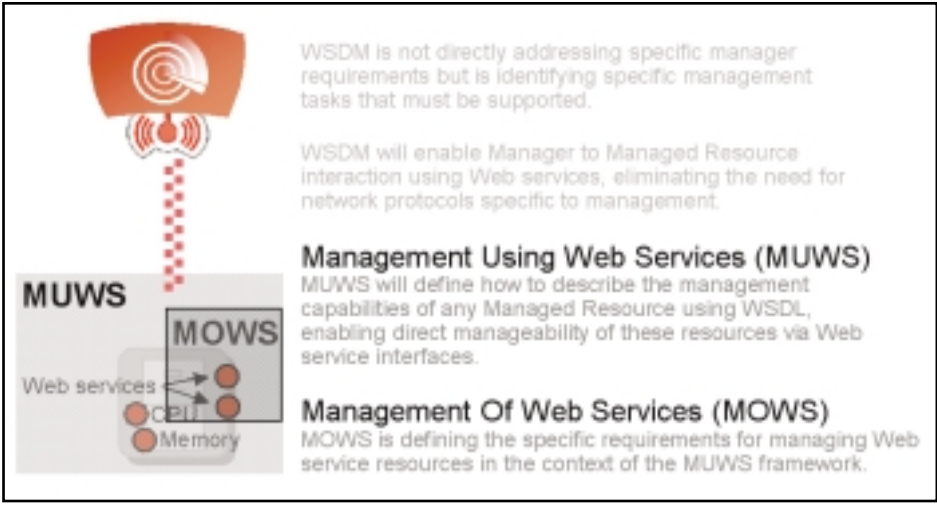 WSDM is not directly addressing specific manager
requirements but is identifying specific management
tasks that must be supported.
WSDM will enable Manager to Managed Resource
interaction using Web services, eliminating the need for
network protocols specific to management.
Management Using Web Services (MUWS)
MUWS will define how to describe the management
capabilities of any Managed Resource using WSDL,
enabling direct manageability of these resources via Web
service interfaces.
Management Of Web Services (MOWS)
MOWS is defining the specific requirements for managing Web
service resources in the context of the MUWS framework.
MUWS
MOWS
Web services
CPU
Memory